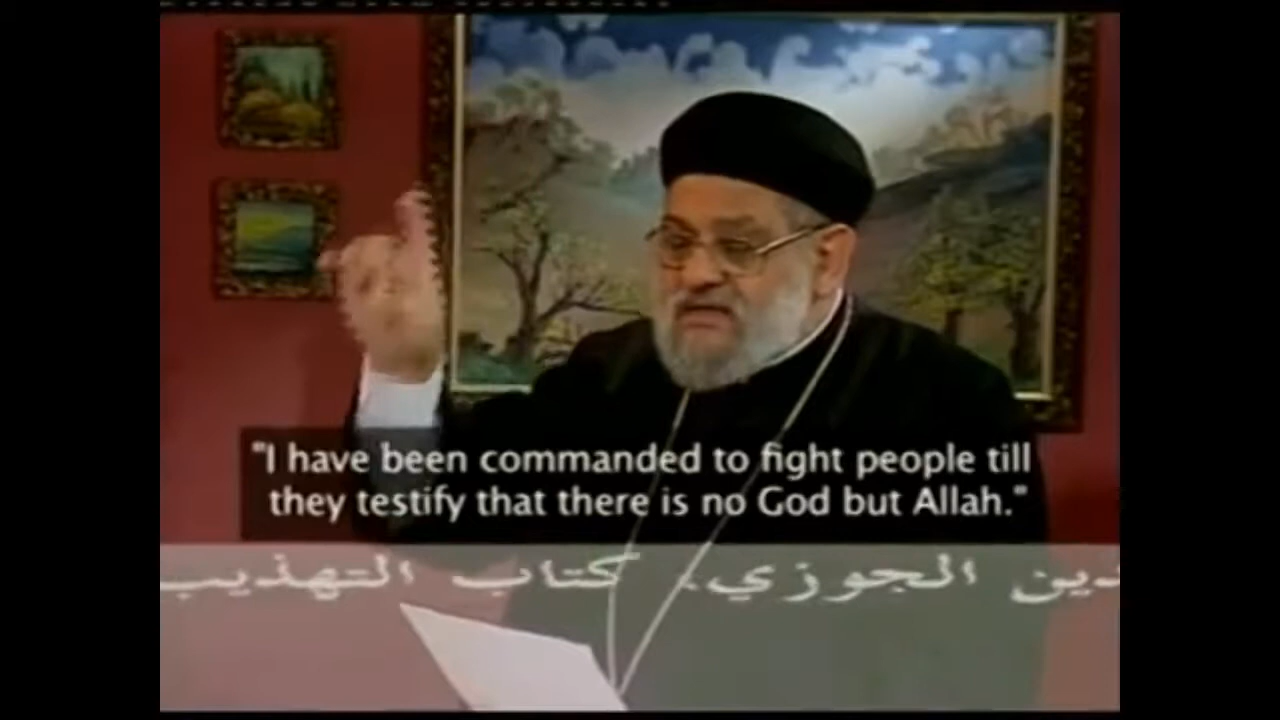 "I have been commanded to fight people till
they testify that there is no God but Allah."
دين الجوزي، كتاب التهذيب